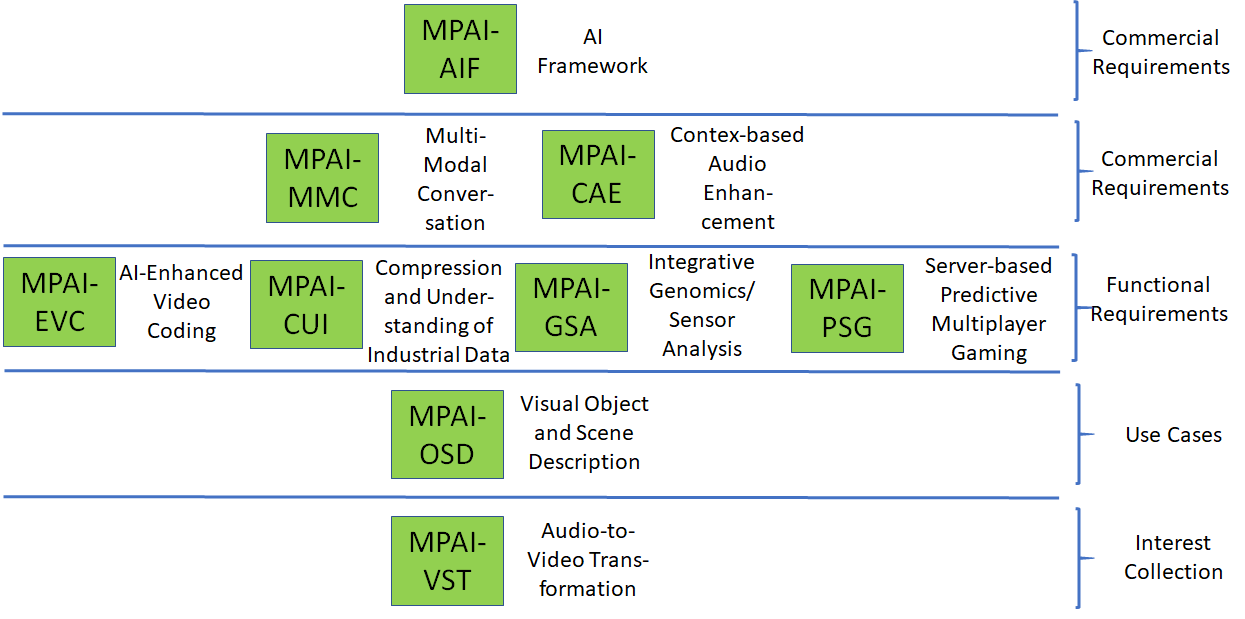 MPAI-
AIF
AI
Framework
Commercial
Requirements
MPAI-
MMC
Multi-
Modal
Conver-
sation
MPAI-
CAE
Contex-based
Audio
Enhan-
cement
Commercial
Requirements
MPAI-
EVC
AI-Enhanced
Video
Coding
MPAI-
CUI
Compression
and Under-
standing of
Industrial Data
MPAI-
GSA
Integrative
Genomics/
Sensor
Analysis
MPAI-
PSG
Server-based
Predictive
Multiplayer
Gaming
Functional
Requirements
MPAI-
OSD
Visual Object
and Scene
Description
Use Cases
MPAI-
VST
Audio-to-
Video Trans-
formation
Interest
Collection